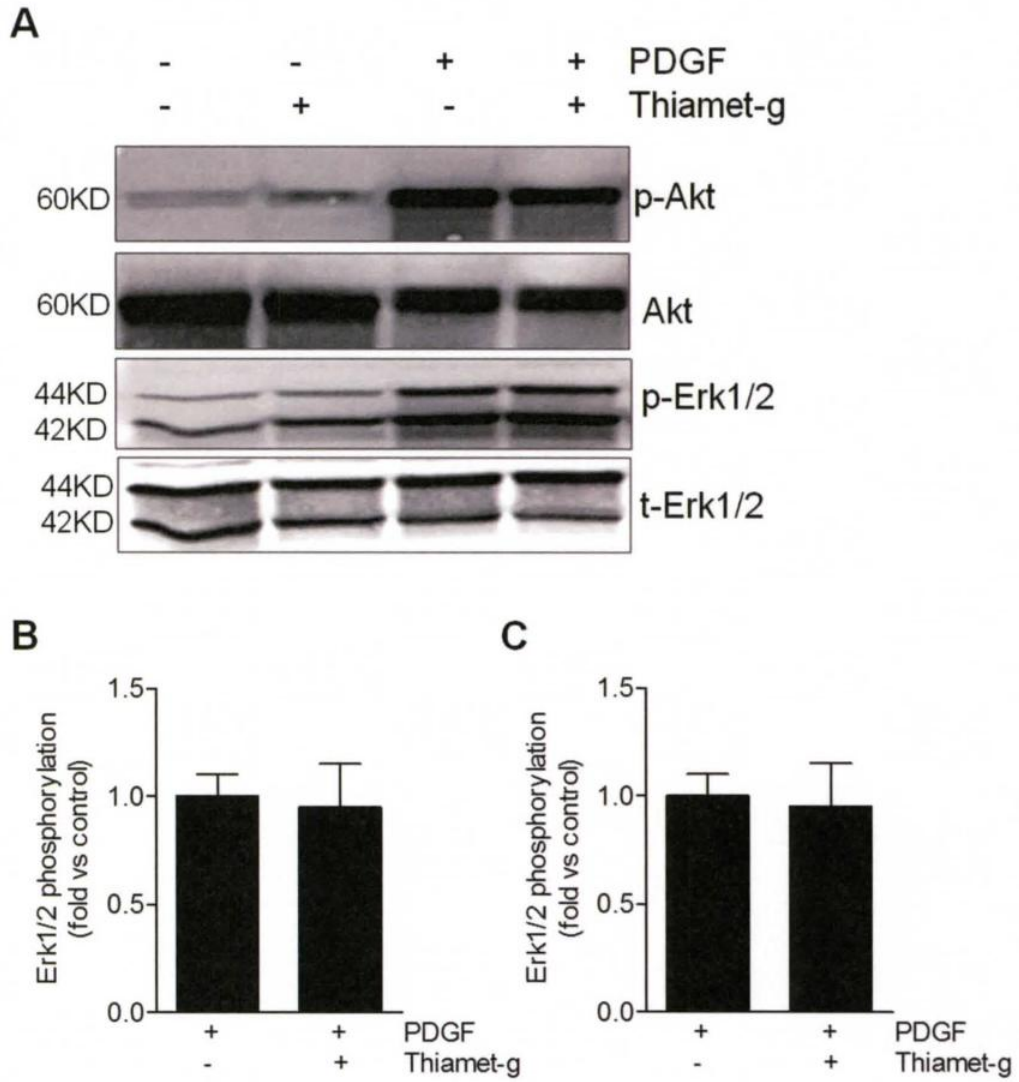 A
- - + + PDGF
- + - + Thiamet-g
60KD p-Akt
60KD Akt
44KD p-Erk1/2
42KD
44KD t-Erk1/2
42KD
B
Erk1/2 phosphorylation
(fold vs control)
1.5
1.0
0.5
0.0
+ + PDGF
- + Thiamet-g
C
Erk1/2 phosphorylation
(fold vs control)
1.5
1.0
0.5
0.0
+ + PDGF
- + Thiamet-g